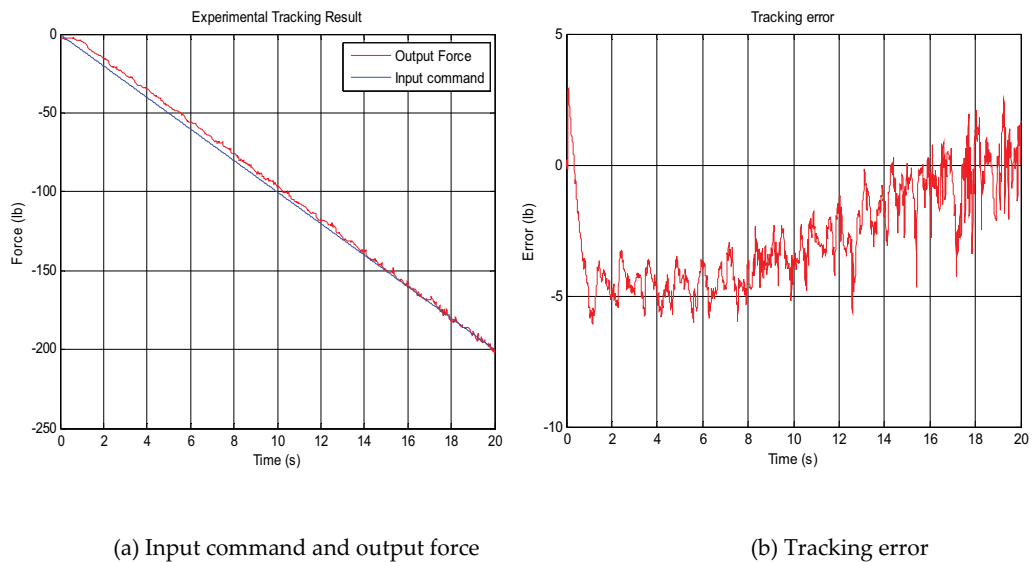 Experimental Tracking Result
0
-50
-100
-150
-200
-250
Force (lb)
Output Force
Input command
0 2 4 6 8 10 12 14 16 18 20
Time (s)
(a) Input command and output force
Tracking error
5
0
-5
-10
Error (lb)
0 2 4 6 8 10 12 14 16 18 20
Time (s)
(b) Tracking error